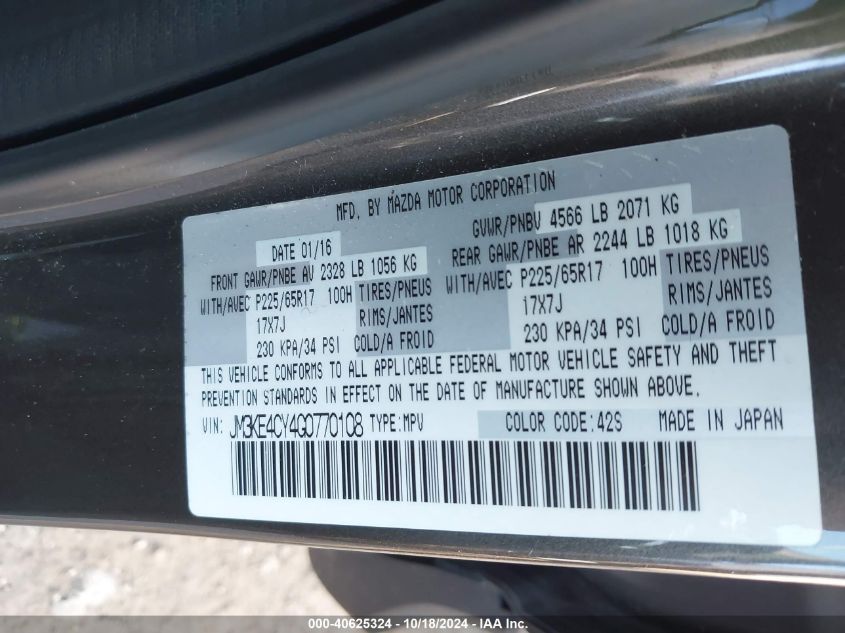 MFD. BY MAZDA MOTOR CORPORATION
DATE 01/16
GVWR/PNBV 4566 LB 2071 KG
FRONT GAWR/PNBE AV 2328 LB 1056 KG
REAR GAWR/PNBE AR 2244 LB 1018 KG
WITH/AVEC P225/65R17 100H TIRES/PNEUS
WITH/AVEC P225/65R17 100H TIRES/PNEUS
17X7J RIMS/JANTES
17X7J RIMS/JANTES
230 KPA/34 PSI COLD/A FROID
230 KPA/34 PSI COLD/A FROID
THIS VEHICLE CONFORMS TO ALL APPLICABLE FEDERAL MOTOR VEHICLE SAFETY AND THEFT
PREVENTION STANDARDS IN EFFECT ON THE DATE OF MANUFACTURE SHOWN ABOVE.
VIN: JM3KE4CY4G0770108 TYPE:MPV COLOR CODE:42S MADE IN JAPAN
000-40625324 - 10/18/2024 - IAA Inc.